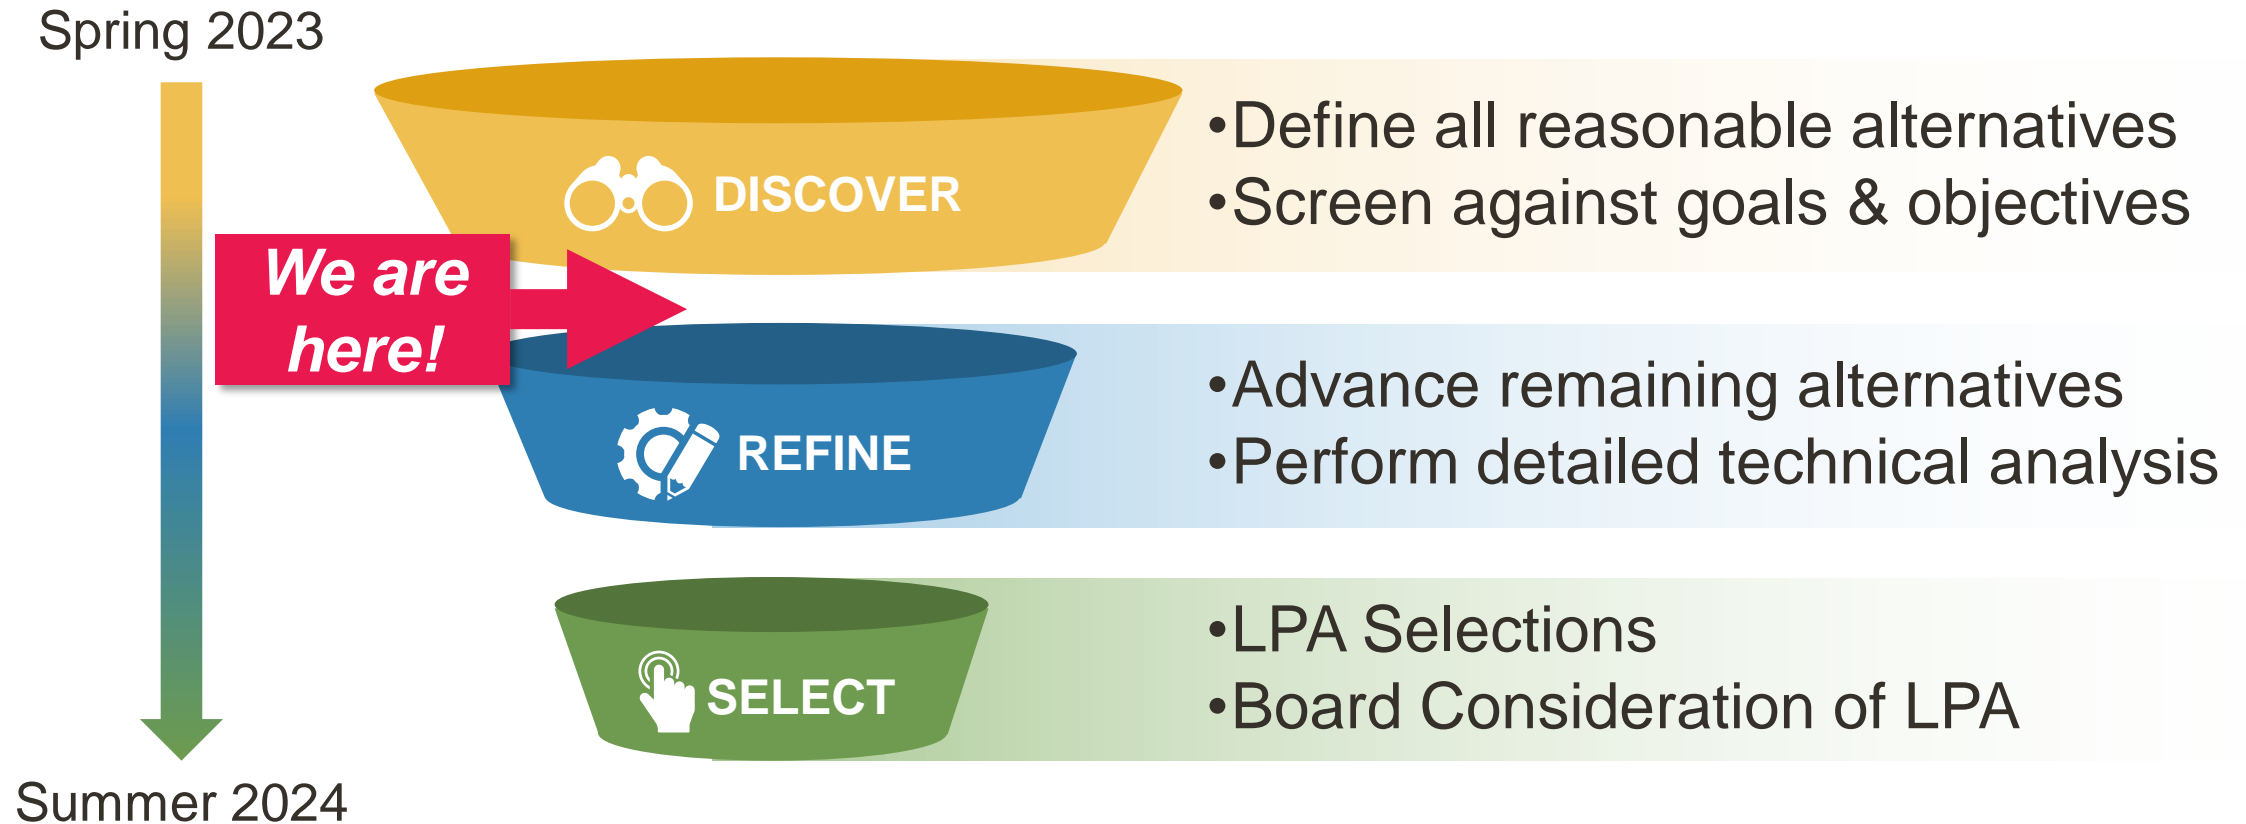 Spring 2023
DISCOVER
•Define all reasonable alternatives
•Screen against goals & objectives
We are
here!
REFINE
•Advance remaining alternatives
•Perform detailed technical analysis
SELECT
•LPA Selections
•Board Consideration of LPA
Summer 2024